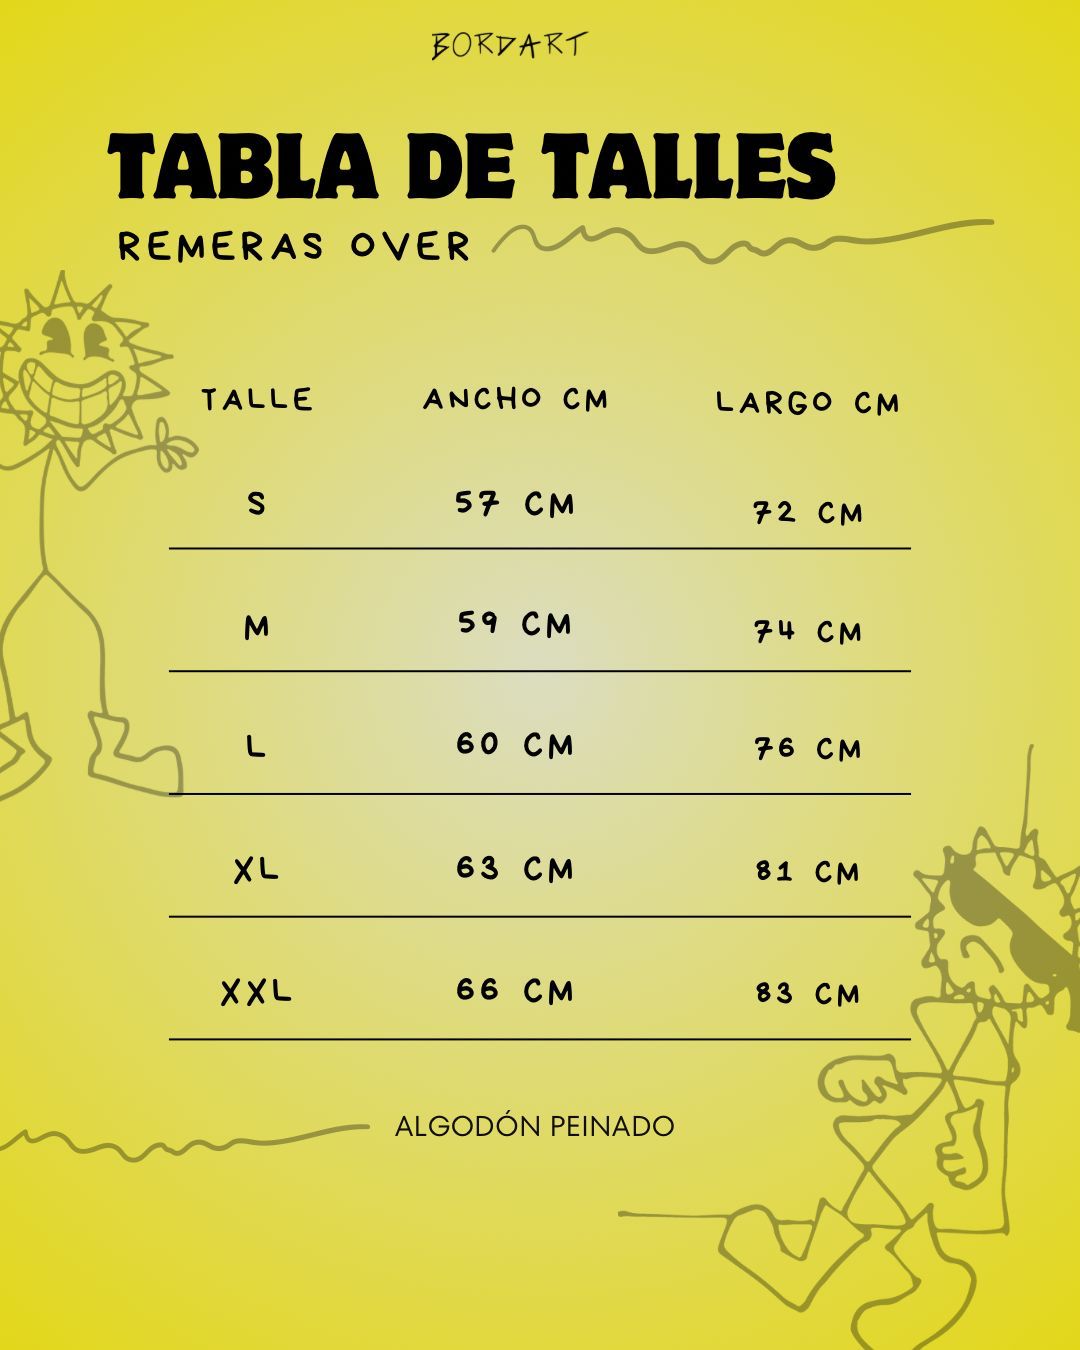 BORDART
TABLA DE TALLES
REMERAS OVER
TALLE ANCHO CM LARGO CM
S 57 CM 72 CM
M 59 CM 74 CM
L 60 CM 76 CM
XL 63 CM 81 CM
XXL 66 CM 83 CM
ALGODÓN PEINADO